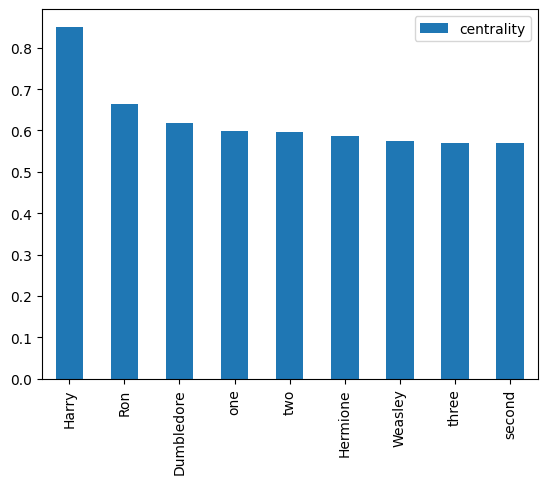 centrality
0.8
0.7
0.6
0.5
0.4
0.3
0.2
0.1
0.0
Harry
Ron
Dumbledore
one
two
Hermione
Weasley
three
second